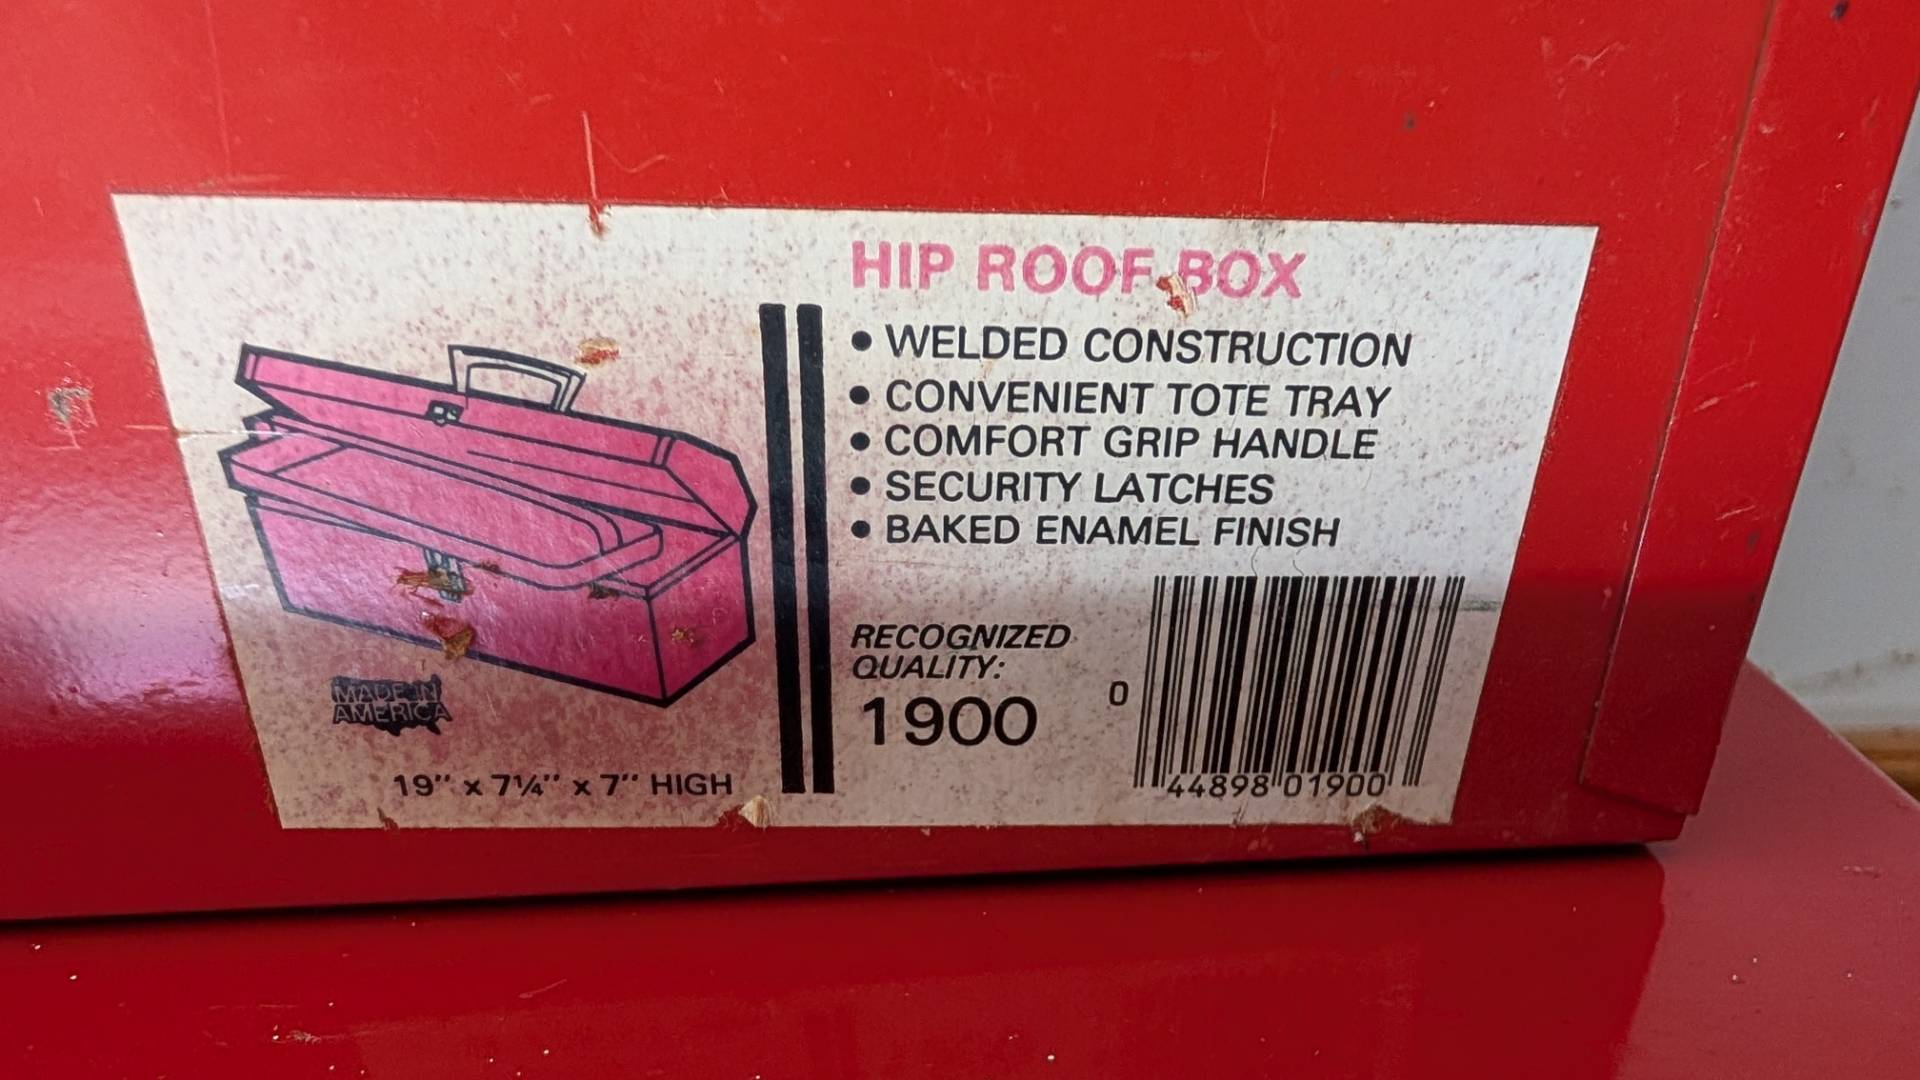 HIP ROOF BOX
• WELDED CONSTRUCTION
• CONVENIENT TOTE TRAY
• COMFORT GRIP HANDLE
• SECURITY LATCHES
• BAKED ENAMEL FINISH
RECOGNIZED
QUALITY:
1900
0
44898 01900
MADE IN
AMERICA
19" x 7¼" x 7" HIGH